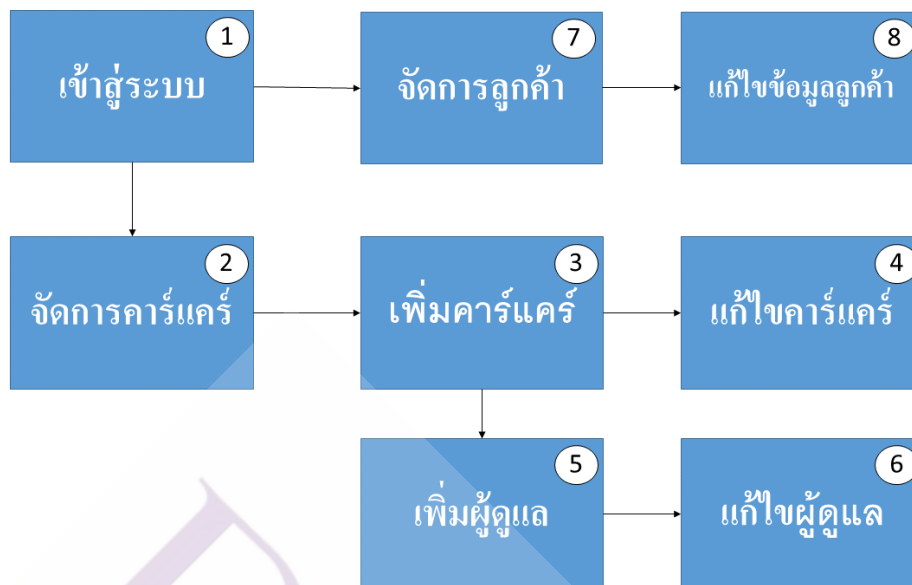 1
เข้าสู่ระบบ
7
จัดการลูกค้า
8
แก้ไขข้อมูลลูกค้า
2
จัดการคาร์แคร์
3
เพิ่มคาร์แคร์
4
แก้ไขคาร์แคร์
5
เพิ่มผู้ดูแล
6
แก้ไขผู้ดูแล